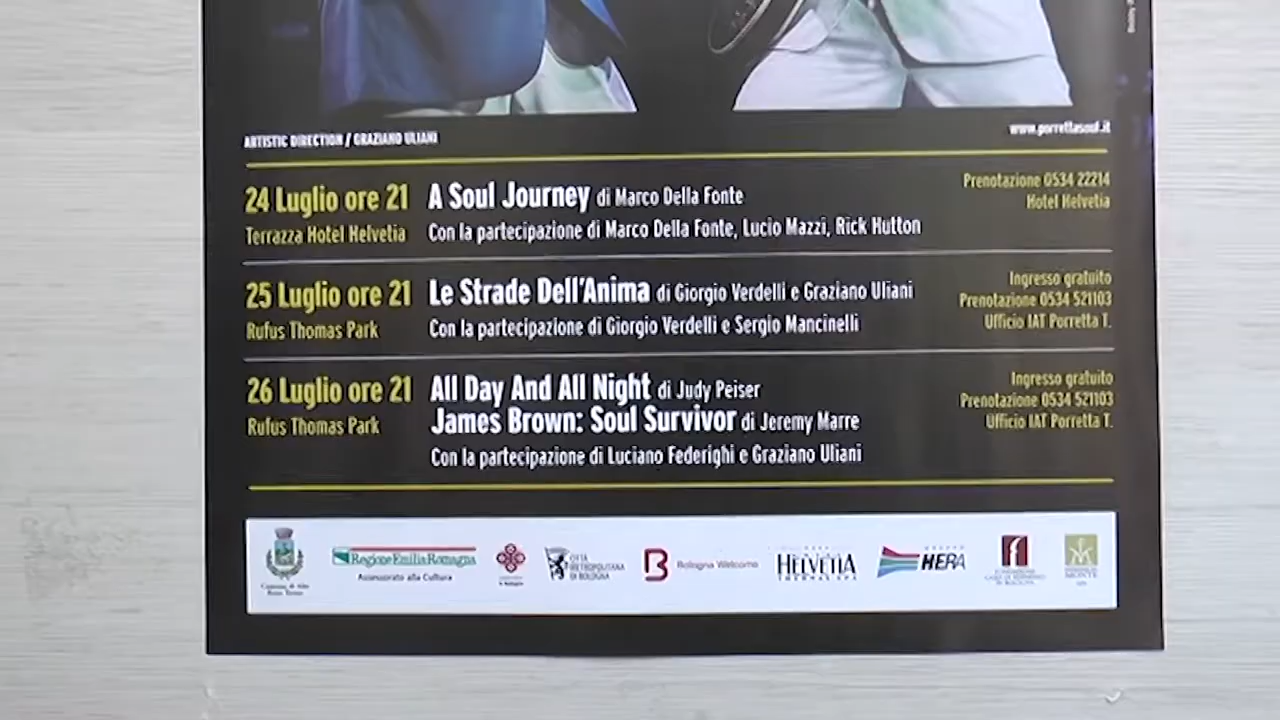 ARTISTIC DIRECTION / GRAZIANO ULIANI
www.porrettasoul.it
24 Luglio ore 21
Terrazza Hotel Helvetia
A Soul Journey di Marco Della Fonte
Con la partecipazione di Marco Della Fonte, Lucio Mazzi, Rick Hutton
Prenotazione 0534 22214
Hotel Helvetia
25 Luglio ore 21
Rufus Thomas Park
Le Strade Dell'Anima di Giorgio Verdelli e Graziano Uliani
Con la partecipazione di Giorgio Verdelli e Sergio Mancinelli
Ingresso gratuito
Prenotazione 0534 521103
Ufficio IAT Porretta T.
26 Luglio ore 21
Rufus Thomas Park
All Day And All Night di Judy Peiser
James Brown: Soul Survivor di Jeremy Marre
Con la partecipazione di Luciano Federighi e Graziano Uliani
Ingresso gratuito
Prenotazione 0534 521103
Ufficio IAT Porretta T.
RegioneEmiliaRomagna
Assessorato alla Cultura
CITTÀ
METROPOLITANA
DI BOLOGNA
Bologna Welcome
HELVETIA
THERMAL SPA
GRUPPO
HERA
MONTE